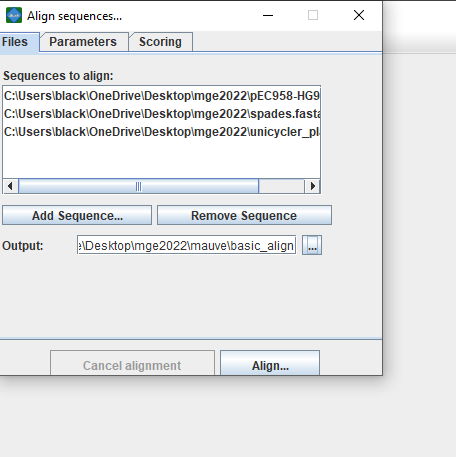 Align sequences...
Files Parameters Scoring
Sequences to align:
C:\Users\black\OneDrive\Desktop\mge2022\pEC958-HG9
C:\Users\black\OneDrive\Desktop\mge2022\spades.fasta
C:\Users\black\OneDrive\Desktop\mge2022\unicycler_pl
Add Sequence... Remove Sequence
Output: e\Desktop\mge2022\mauve\basic_align ...
Cancel alignment Align...